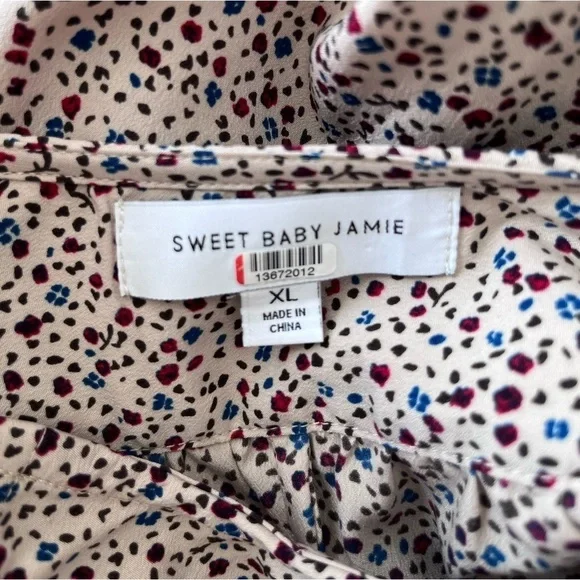 SWEET BABY JAMIE
13672012
XL
MADE IN
CHINA